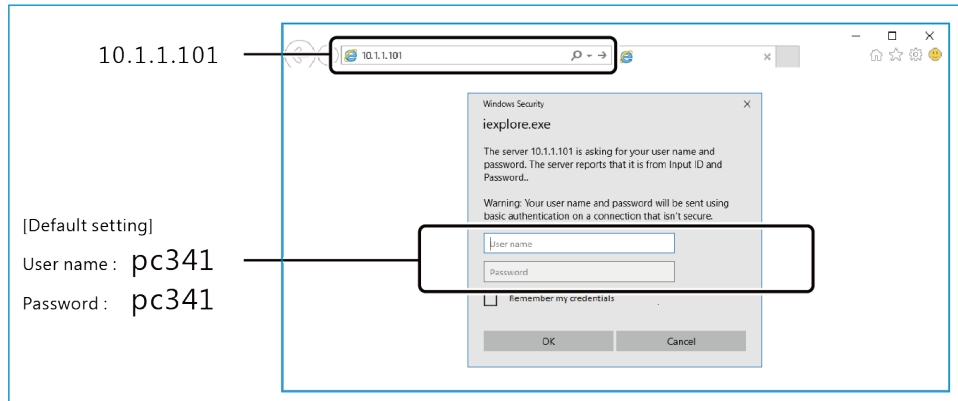 10.1.1.101
10.1.1.101
Windows Security
iexplore.exe
The server 10.1.1.101 is asking for your user name and
password. The server reports that it is from Input ID and
Password..
Warning: Your user name and password will be sent using
basic authentication on a connection that isn't secure.
[Default setting]
User name : pc341
Password : pc341
User name
Password
Remember my credentials
OK
Cancel